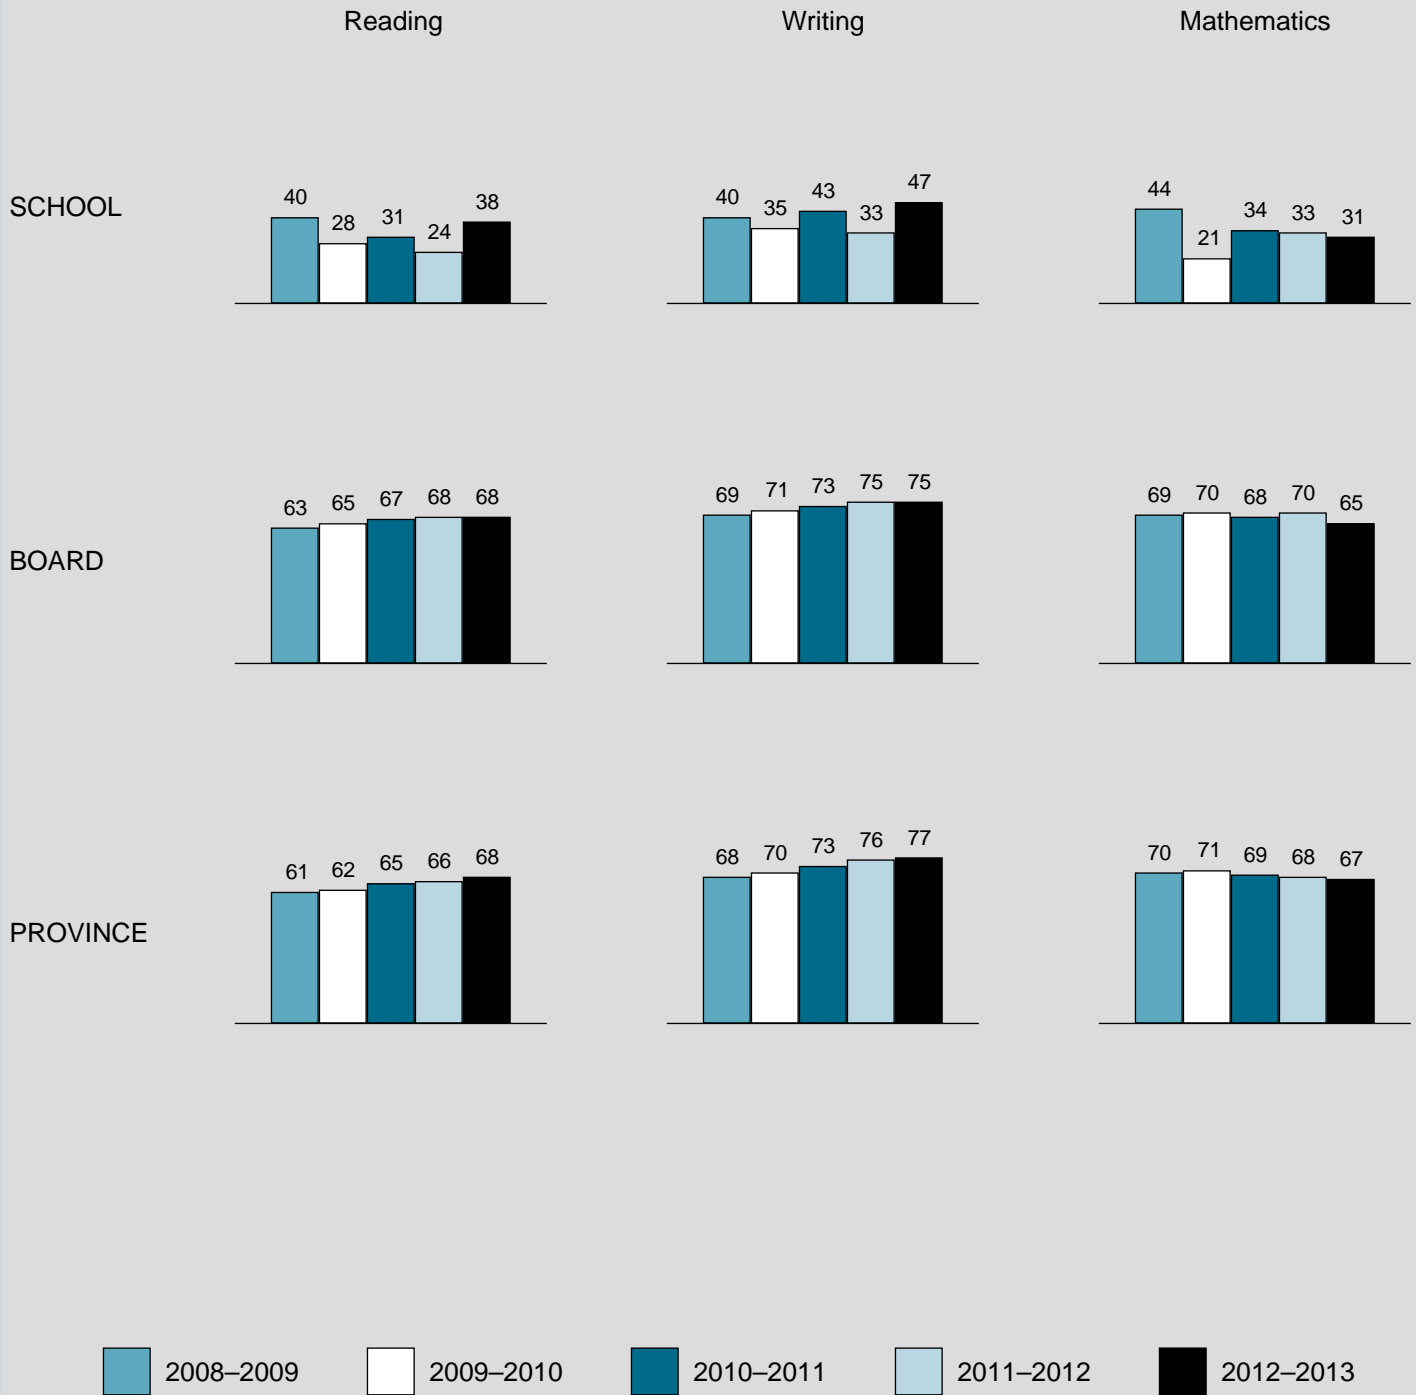 Reading Writing Mathematics
SCHOOL
40 28 31 24 38
40 35 43 33 47
44 21 34 33 31
BOARD
63 65 67 68 68
69 71 73 75 75
69 70 68 70 65
PROVINCE
61 62 65 66 68
68 70 73 76 77
70 71 69 68 67
2008–2009 2009–2010 2010–2011 2011–2012 2012–2013